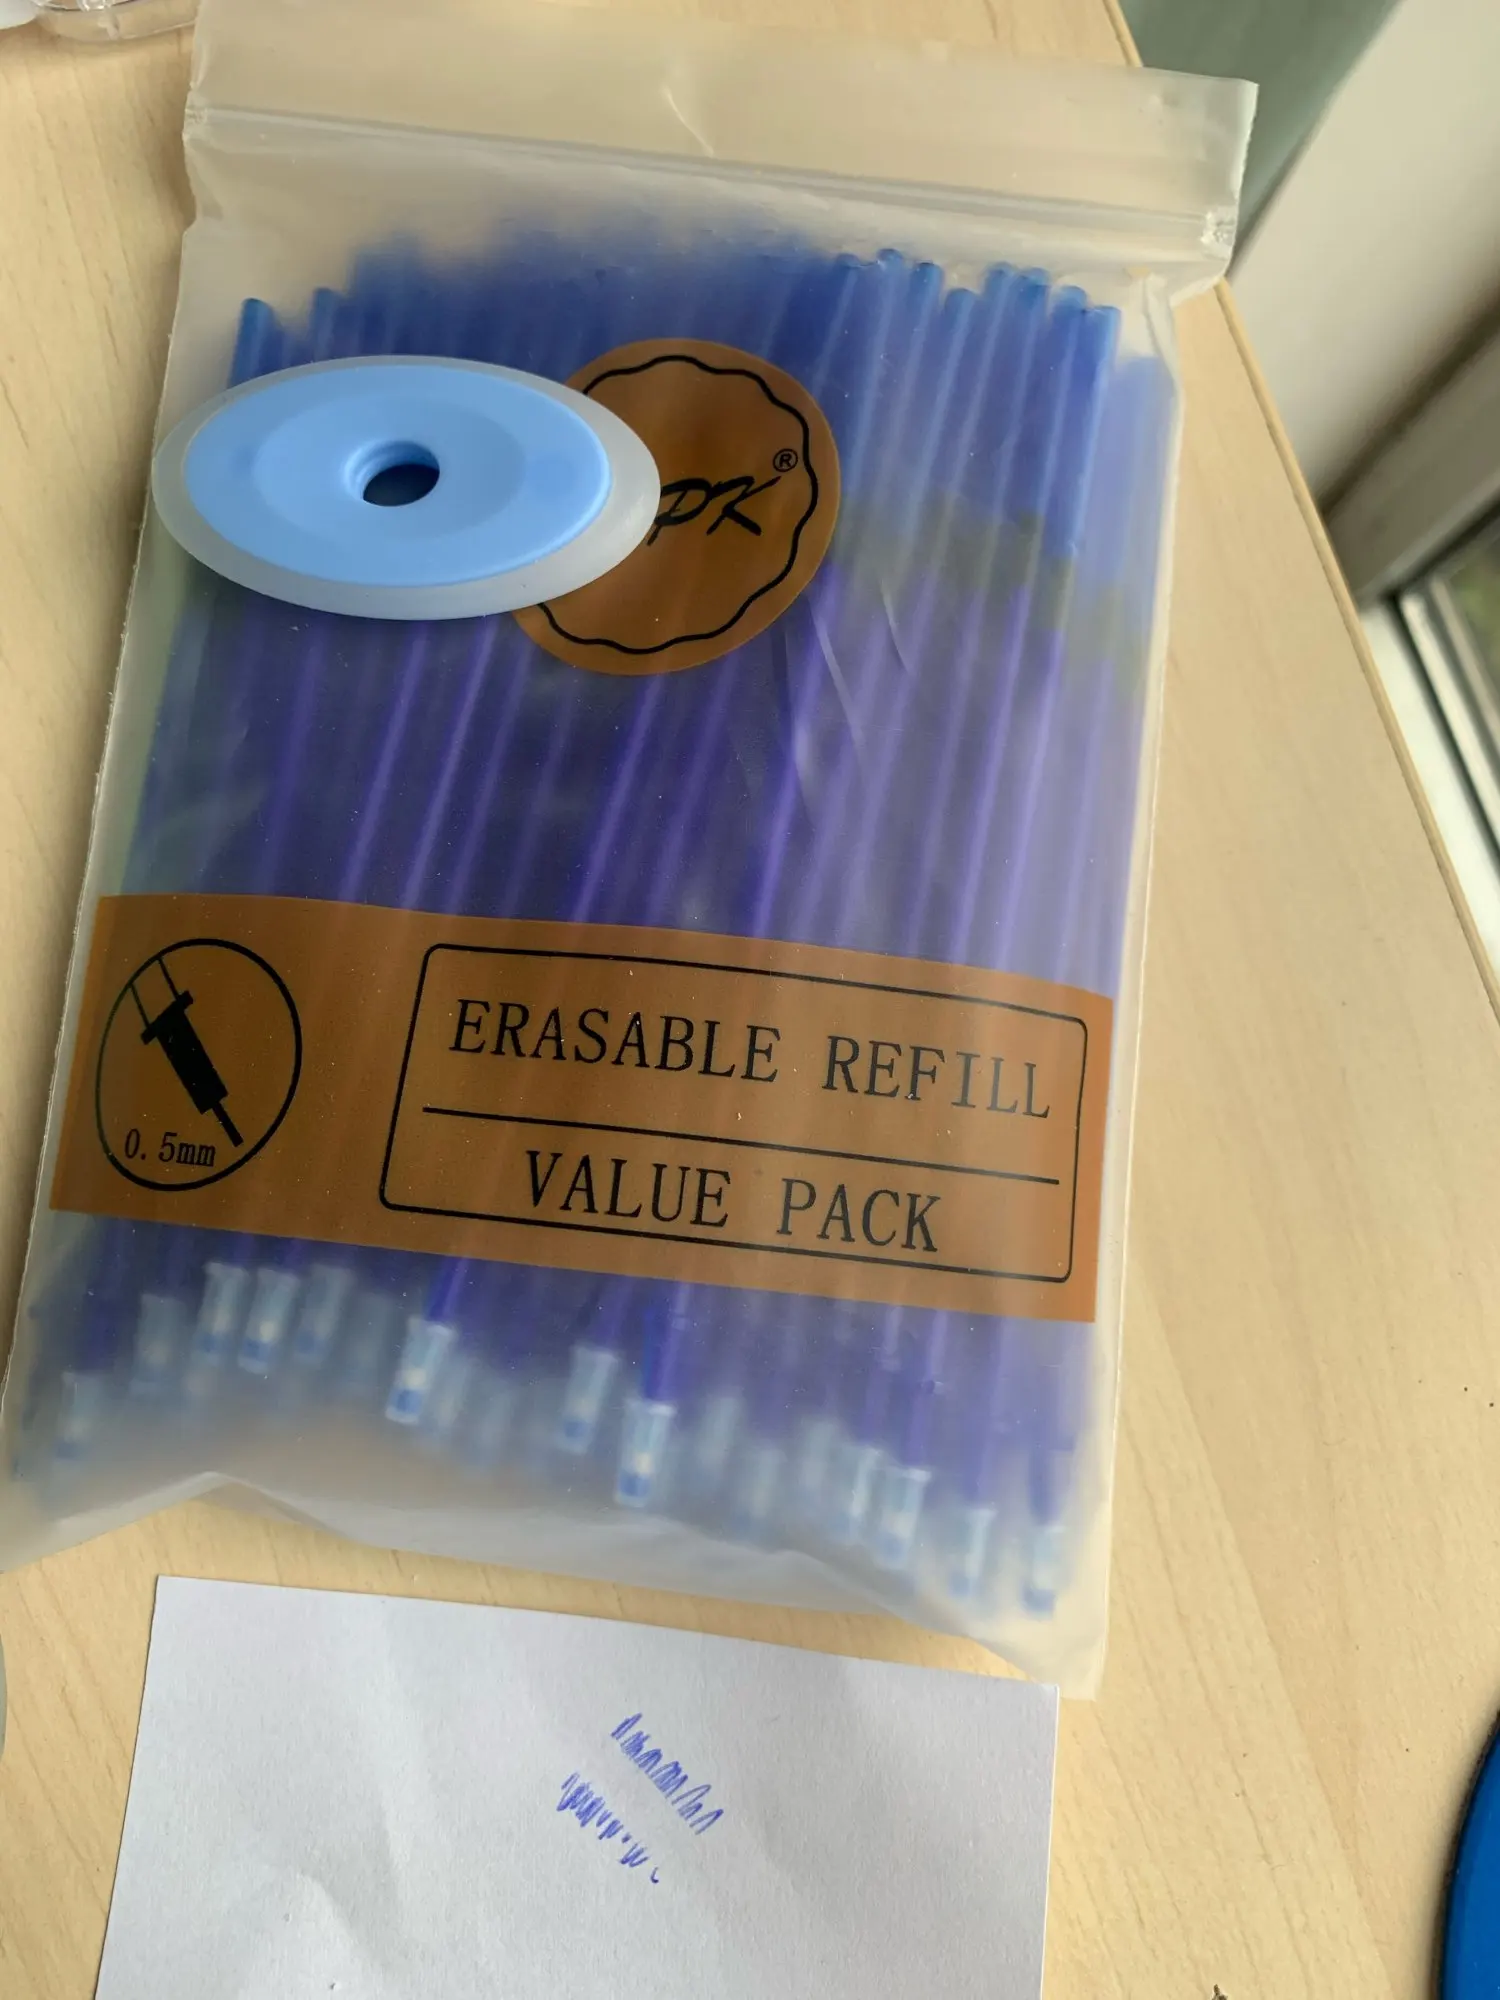 PK®
0.5mm
ERASABLE REFILL
VALUE PACK